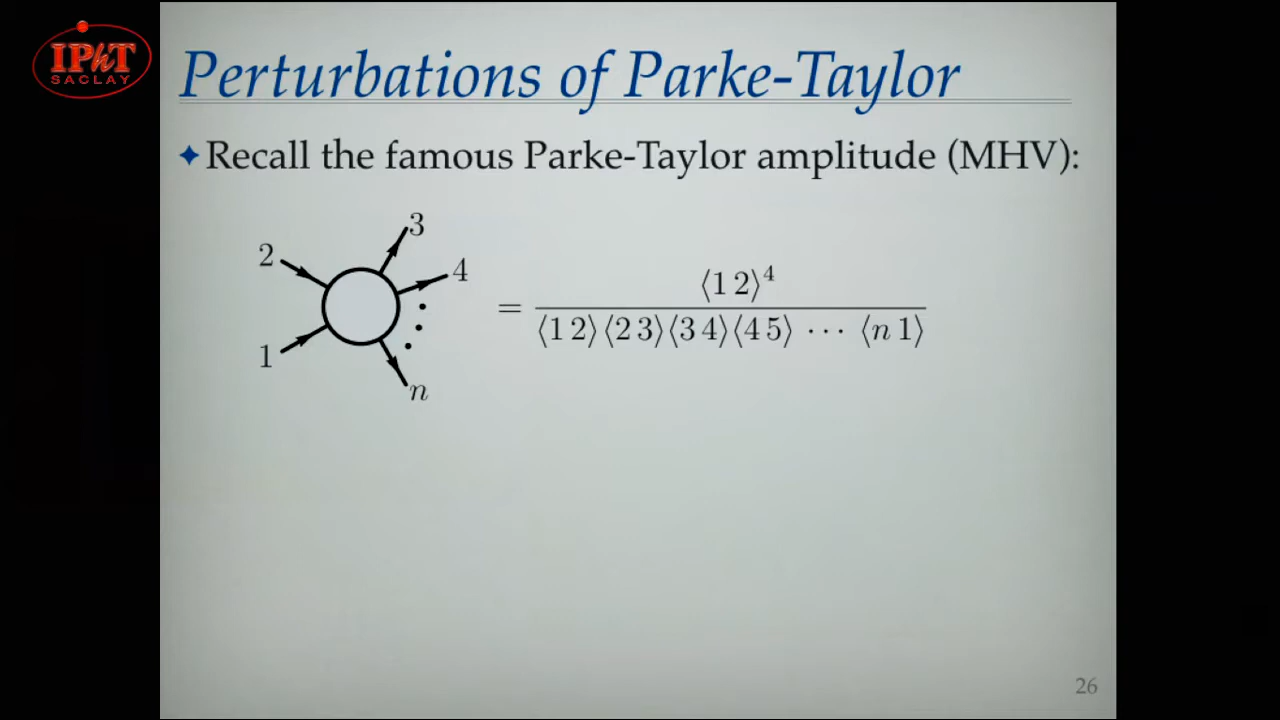 IPhT
SACLAY
Perturbations of Parke-Taylor
✦ Recall the famous Parke-Taylor amplitude (MHV):
3
2
4
1
n
= ⟨1 2⟩⁴
⟨1 2⟩⟨2 3⟩⟨3 4⟩⟨4 5⟩ ⋯ ⟨n 1⟩
26